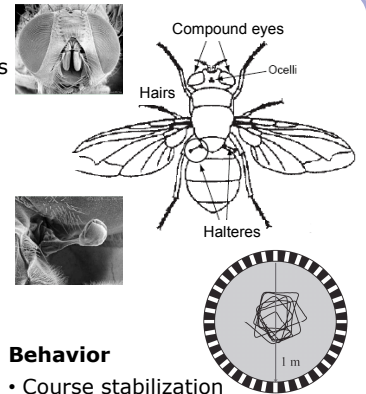 Compound eyes
s
Ocelli
Hairs
Halteres
1 m
Behavior
• Course stabilization